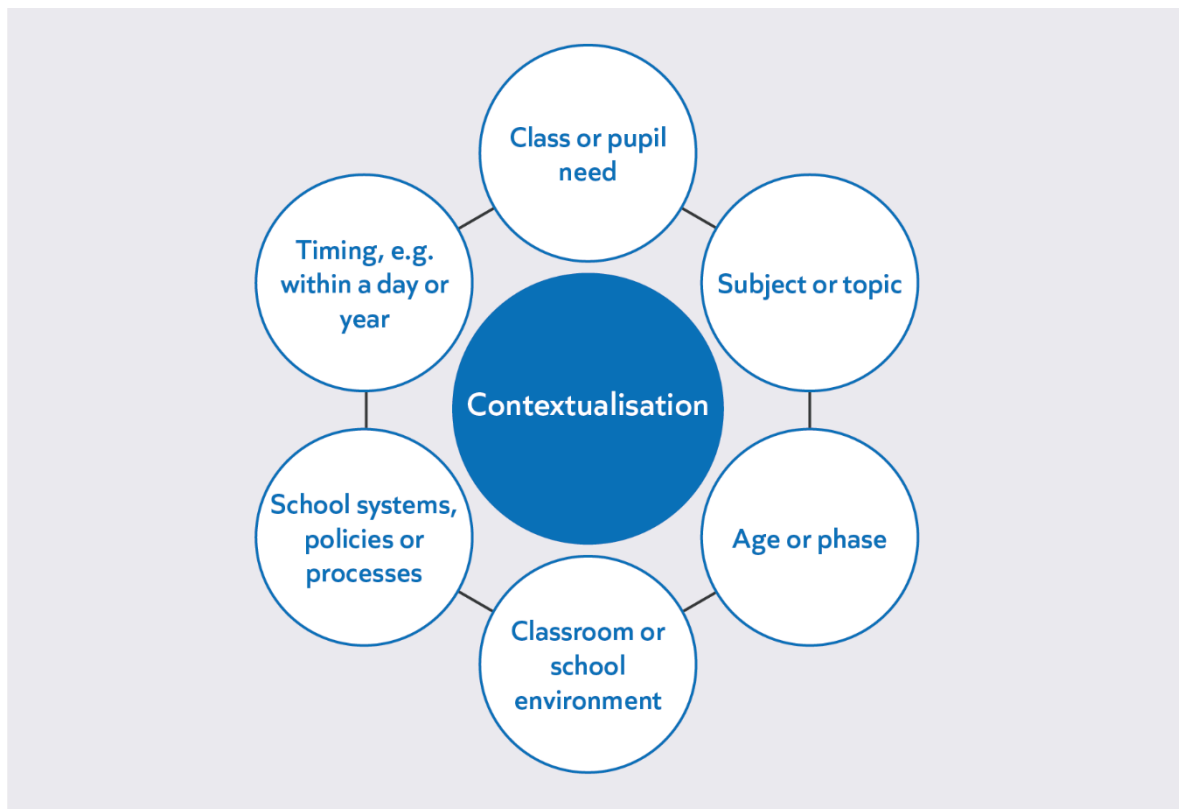 Class or pupil
need
Timing, e.g.
within a day or
year
Subject or topic
Contextualisation
School systems,
policies or
processes
Age or phase
Classroom or
school
environment